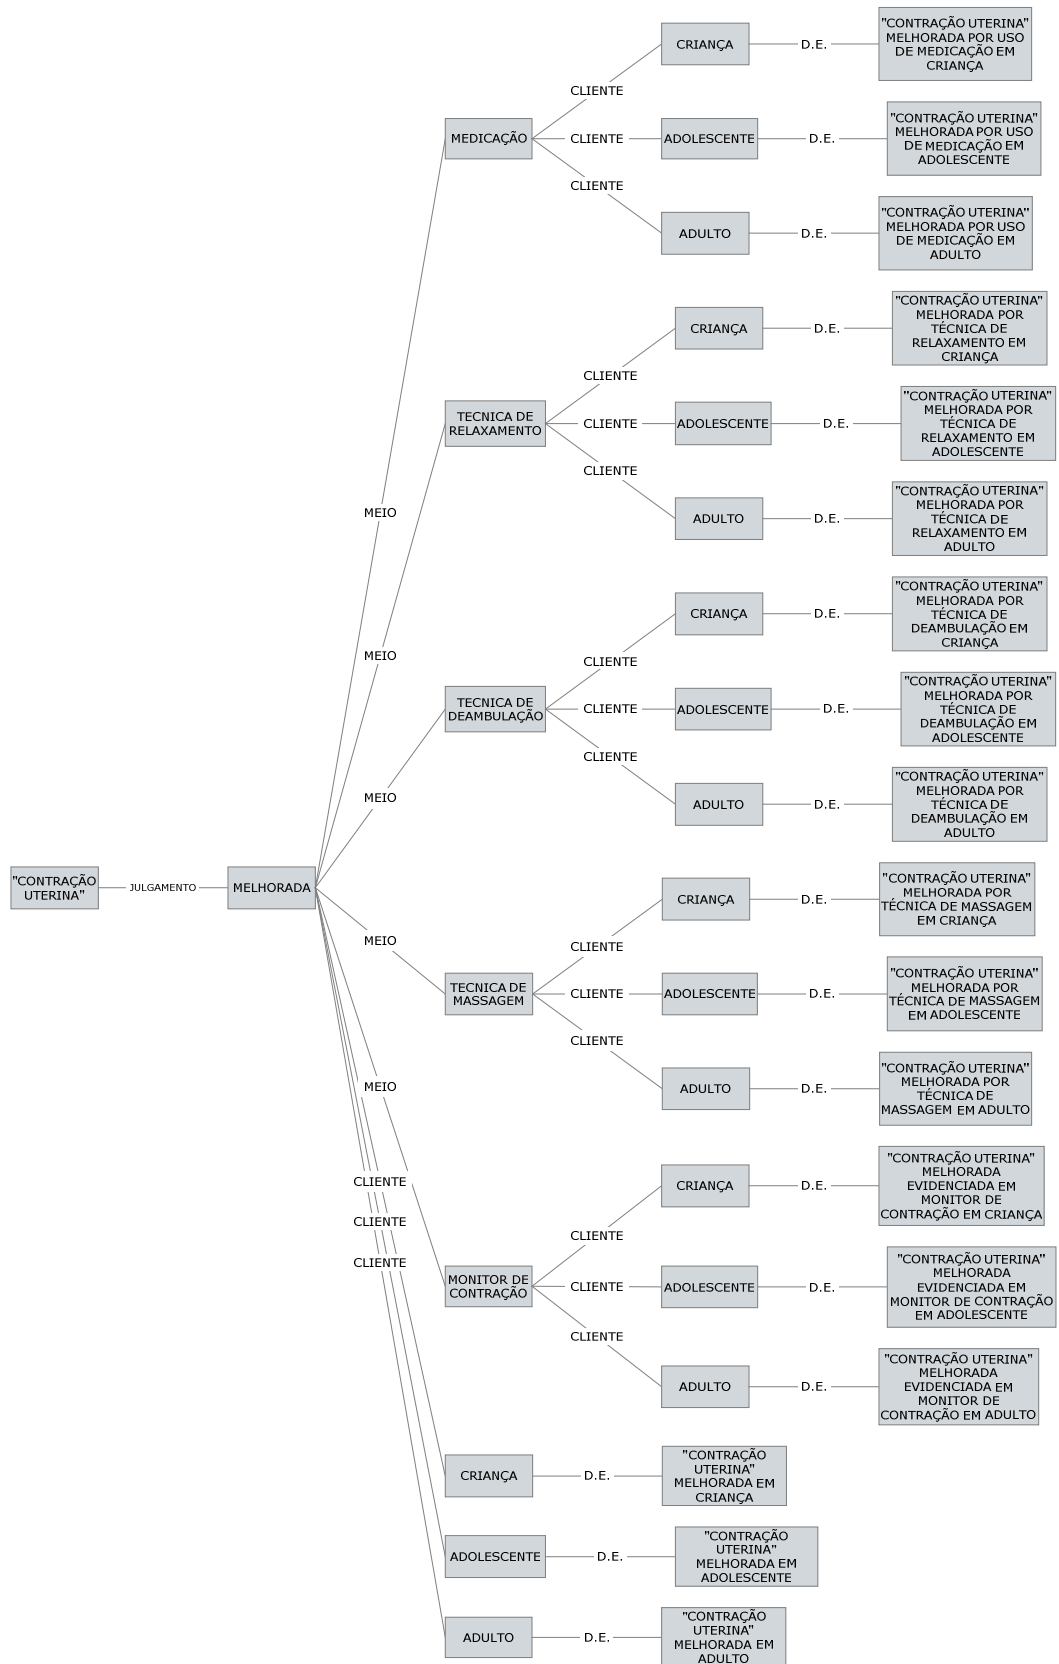 CRIANÇA
D.E.
"CONTRAÇÃO UTERINA"
MELHORADA POR USO
DE MEDICAÇÃO EM
CRIANÇA
CLIENTE
MEDICAÇÃO
CLIENTE
ADOLESCENTE
D.E.
"CONTRAÇÃO UTERINA"
MELHORADA POR USO
DE MEDICAÇÃO EM
ADOLESCENTE
CLIENTE
ADULTO
D.E.
"CONTRAÇÃO UTERINA"
MELHORADA POR USO
DE MEDICAÇÃO EM
ADULTO
CRIANÇA
D.E.
"CONTRAÇÃO UTERINA"
MELHORADA POR
TÉCNICA DE
RELAXAMENTO EM
CRIANÇA
CLIENTE
TECNICA DE
RELAXAMENTO
CLIENTE
ADOLESCENTE
D.E.
"CONTRAÇÃO UTERINA"
MELHORADA POR
TÉCNICA DE
RELAXAMENTO EM
ADOLESCENTE
CLIENTE
MEIO
ADULTO
D.E.
"CONTRAÇÃO UTERINA"
MELHORADA POR
TÉCNICA DE
RELAXAMENTO EM
ADULTO
CRIANÇA
D.E.
"CONTRAÇÃO UTERINA"
MELHORADA POR
TÉCNICA DE
DEAMBULAÇÃO EM
CRIANÇA
MEIO
CLIENTE
TECNICA DE
DEAMBULAÇÃO
CLIENTE
ADOLESCENTE
D.E.
"CONTRAÇÃO UTERINA"
MELHORADA POR
TÉCNICA DE
DEAMBULAÇÃO EM
ADOLESCENTE
CLIENTE
MEIO
ADULTO
D.E.
"CONTRAÇÃO UTERINA"
MELHORADA POR
TÉCNICA DE
DEAMBULAÇÃO EM
ADULTO
"CONTRAÇÃO
UTERINA"
JULGAMENTO
MELHORADA
CRIANÇA
D.E.
"CONTRAÇÃO UTERINA"
MELHORADA POR
TÉCNICA DE MASSAGEM
EM CRIANÇA
MEIO
CLIENTE
TECNICA DE
MASSAGEM
CLIENTE
ADOLESCENTE
D.E.
"CONTRAÇÃO UTERINA"
MELHORADA POR
TÉCNICA DE MASSAGEM
EM ADOLESCENTE
CLIENTE
MEIO
ADULTO
D.E.
"CONTRAÇÃO UTERINA"
MELHORADA POR
TÉCNICA DE
MASSAGEM EM ADULTO
CLIENTE
CRIANÇA
D.E.
"CONTRAÇÃO UTERINA"
MELHORADA
EVIDENCIADA EM
MONITOR DE
CONTRAÇÃO EM CRIANÇA
CLIENTE
CLIENTE
CLIENTE
MONITOR DE
CONTRAÇÃO
CLIENTE
ADOLESCENTE
D.E.
"CONTRAÇÃO UTERINA"
MELHORADA
EVIDENCIADA EM
MONITOR DE CONTRAÇÃO
EM ADOLESCENTE
CLIENTE
ADULTO
D.E.
"CONTRAÇÃO UTERINA"
MELHORADA
EVIDENCIADA EM
MONITOR DE
CONTRAÇÃO EM ADULTO
CRIANÇA
D.E.
"CONTRAÇÃO
UTERINA"
MELHORADA EM
CRIANÇA
ADOLESCENTE
D.E.
"CONTRAÇÃO
UTERINA"
MELHORADA EM
ADOLESCENTE
ADULTO
D.E.
"CONTRAÇÃO
UTERINA"
MELHORADA EM
ADULTO